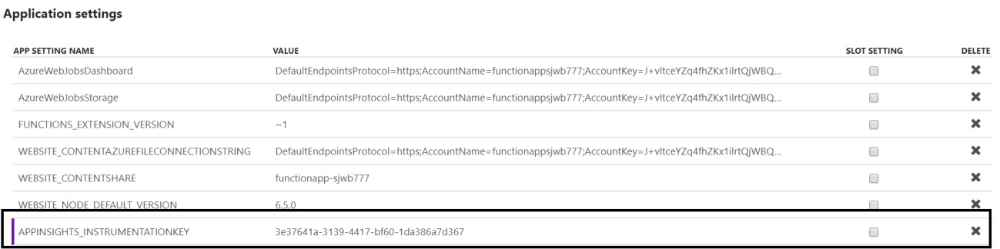 Application settings
APP SETTING NAME VALUE SLOT SETTING DELETE
AzureWebJobsDashboard DefaultEndpointsProtocol=https;AccountName=functionappsjwb777;AccountKey=J+vltceYZq4fhZKx1ilrtQjWBQ...
AzureWebJobsStorage DefaultEndpointsProtocol=https;AccountName=functionappsjwb777;AccountKey=J+vltceYZq4fhZKx1ilrtQjWBQ...
FUNCTIONS_EXTENSION_VERSION ~1
WEBSITE_CONTENTAZUREFILECONNECTIONSTRING DefaultEndpointsProtocol=https;AccountName=functionappsjwb777;AccountKey=J+vltceYZq4fhZKx1ilrtQjWBQ...
WEBSITE_CONTENTSHARE functionapp-sjwb777
WEBSITE_NODE_DEFAULT_VERSION 6.5.0
APPINSIGHTS_INSTRUMENTATIONKEY 3e37641a-3139-4417-bf60-1da386a7d367